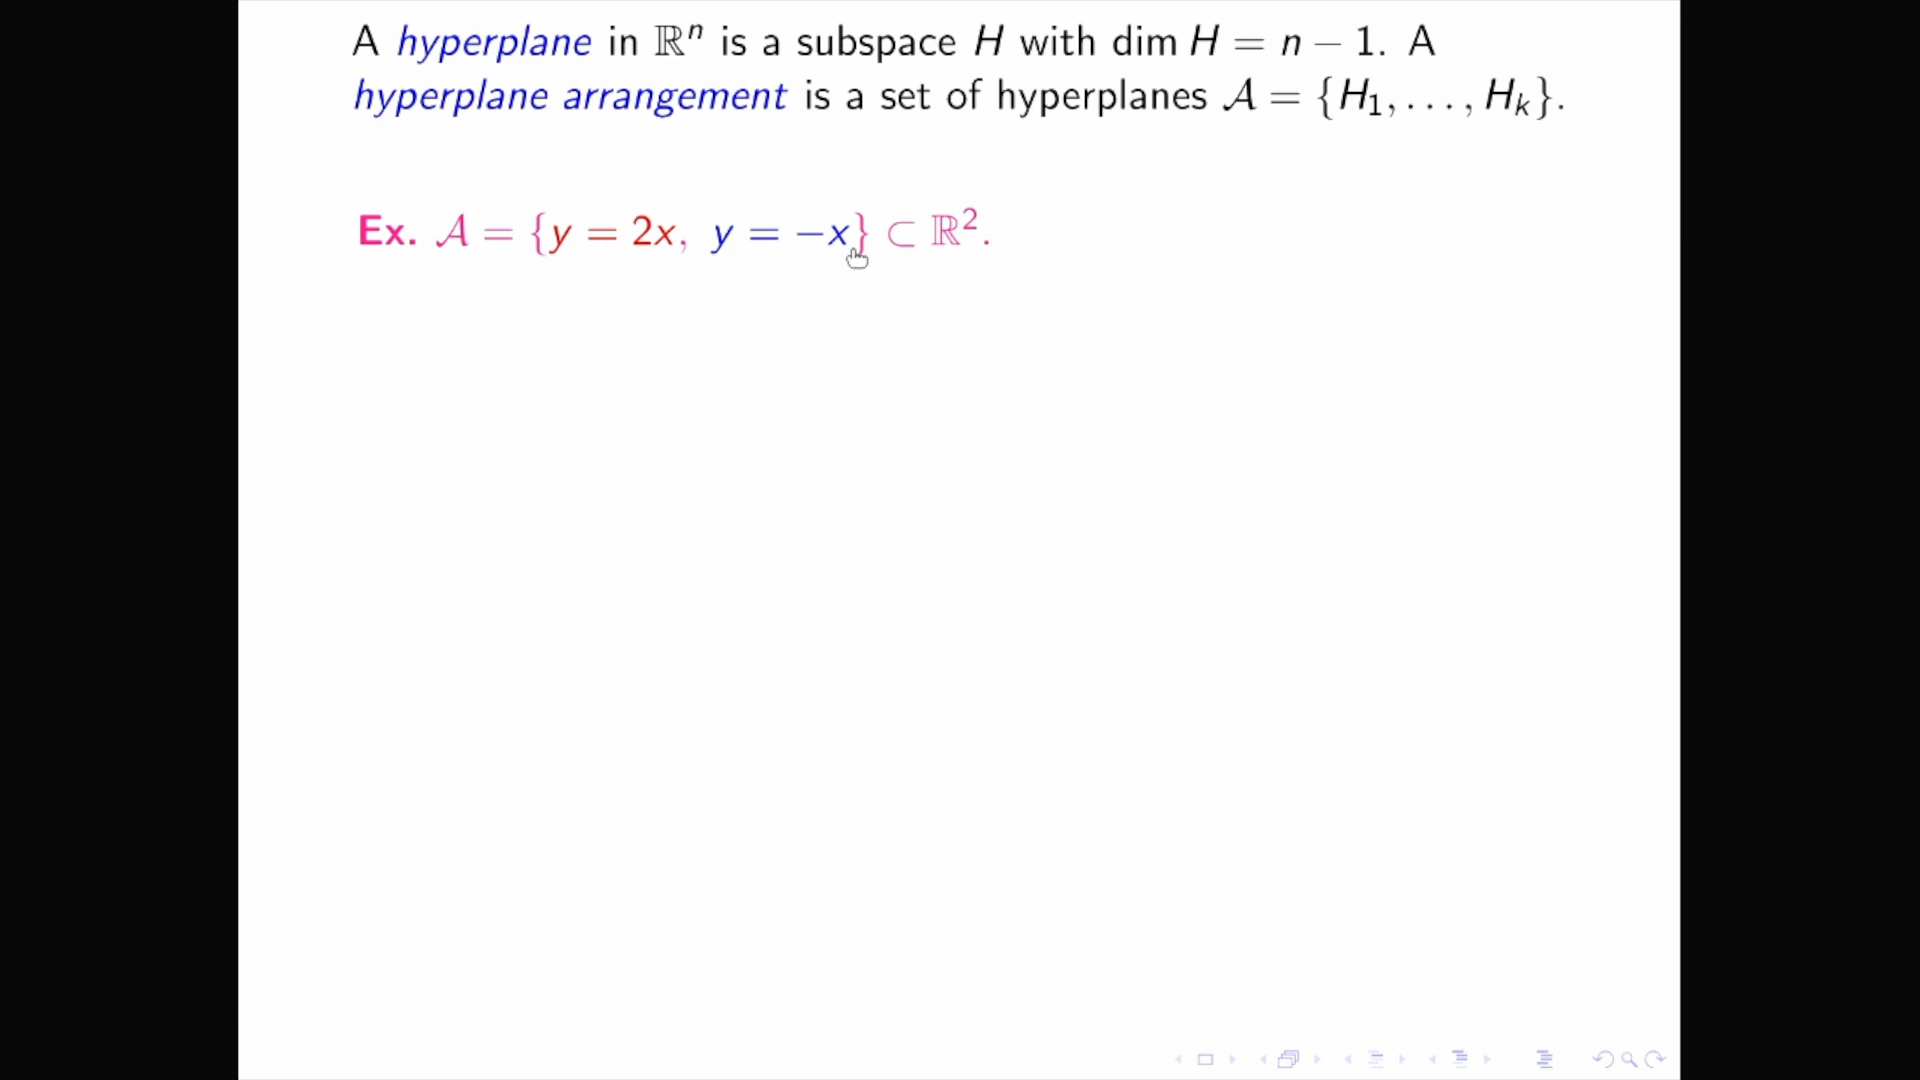 A hyperplane in ℝⁿ is a subspace H with dim H = n − 1. A
hyperplane arrangement is a set of hyperplanes 𝒜 = {H₁, . . . , Hₖ}.
Ex. 𝒜 = {y = 2x, y = −x} ⊂ ℝ².